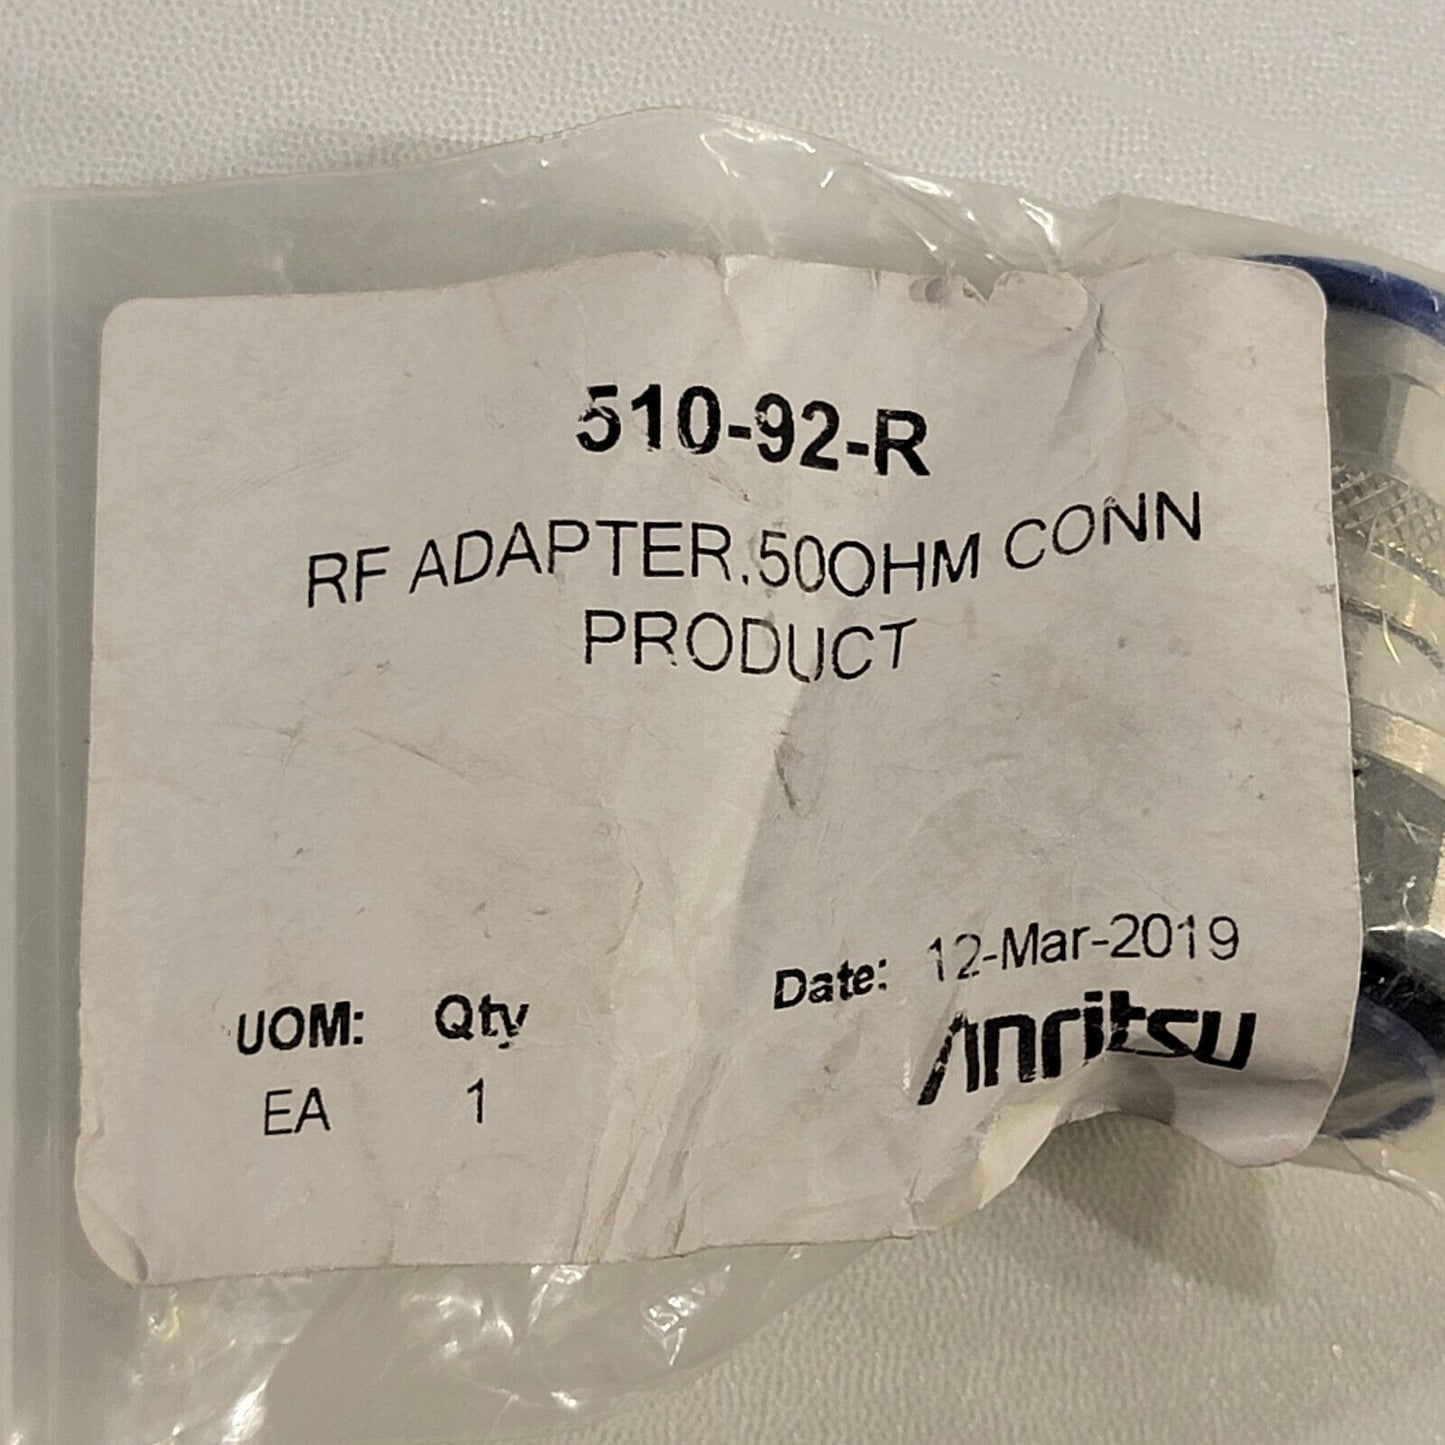 510-92-R
RF ADAPTER,50OHM CONN
PRODUCT
Date: 12-Mar-2019
UOM: Qty
Anritsu
EA 1